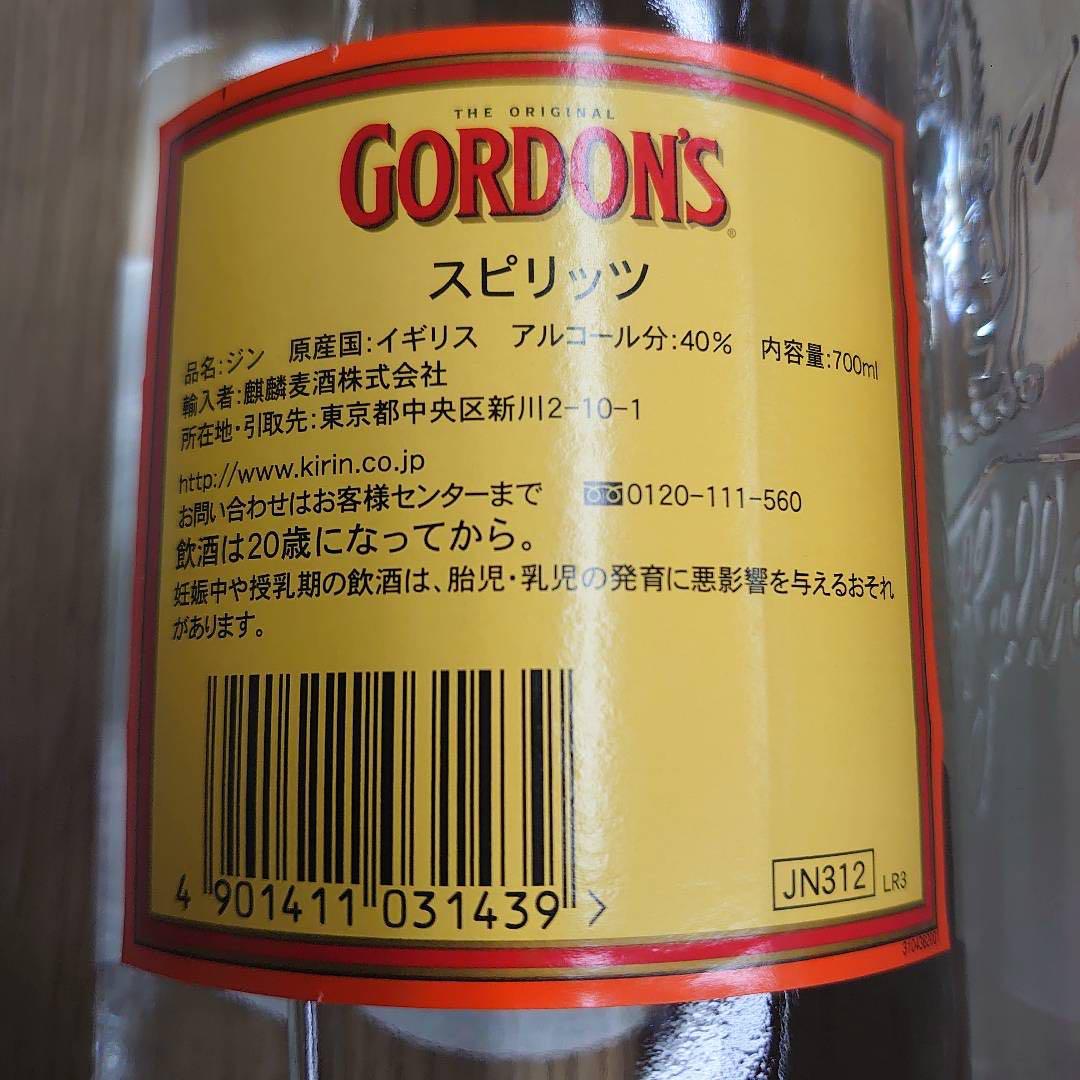 THE ORIGINAL
GORDON'S®
スピリッツ
品名:ジン 原産国:イギリス アルコール分:40% 内容量:700ml
輸入者:麒麟麦酒株式会社
所在地・引取先:東京都中央区新川2-10-1
http://www.kirin.co.jp
お問い合わせはお客様センターまで 0120-111-560
飲酒は20歳になってから。
妊娠中や授乳期の飲酒は、胎児・乳児の発育に悪影響を与えるおそれ
があります。
4 901411 031439 >
JN312 LR3